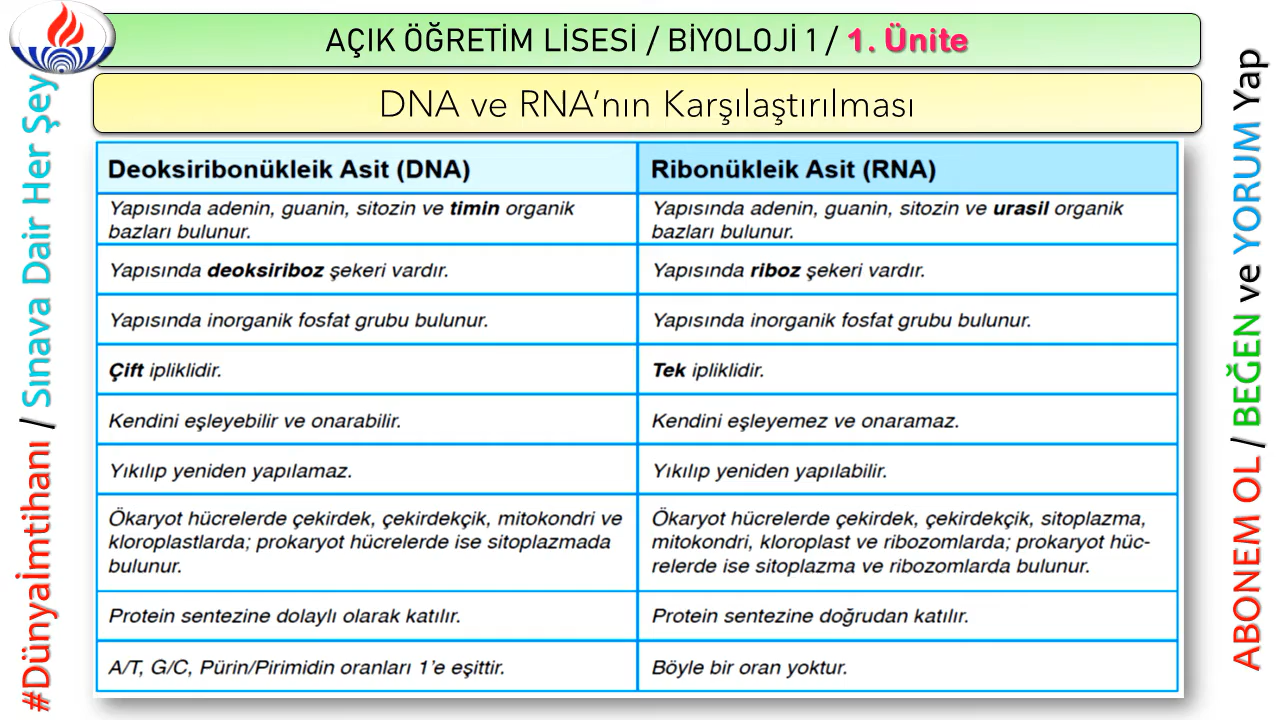 AÇIK ÖĞRETİM LİSESİ / BİYOLOJİ 1 / 1. Ünite
DNA ve RNA’nın Karşılaştırılması
Deoksiribonükleik Asit (DNA)
Ribonükleik Asit (RNA)
Yapısında adenin, guanin, sitozin ve timin organik
bazları bulunur.
Yapısında adenin, guanin, sitozin ve urasil organik
bazları bulunur.
Yapısında deoksiriboz şekeri vardır.
Yapısında riboz şekeri vardır.
Yapısında inorganik fosfat grubu bulunur.
Yapısında inorganik fosfat grubu bulunur.
Çift ipliklidir.
Tek ipliklidir.
Kendini eşleyebilir ve onarabilir.
Kendini eşleyemez ve onaramaz.
Yıkılıp yeniden yapılamaz.
Yıkılıp yeniden yapılabilir.
Ökaryot hücrelerde çekirdek, çekirdekçik, mitokondri ve
kloroplastlarda; prokaryot hücrelerde ise sitoplazmada
bulunur.
Ökaryot hücrelerde çekirdek, çekirdekçik, sitoplazma,
mitokondri, kloroplast ve ribozomlarda; prokaryot hüc-
relerde ise sitoplazma ve ribozomlarda bulunur.
Protein sentezine dolaylı olarak katılır.
Protein sentezine doğrudan katılır.
A/T, G/C, Pürin/Pirimidin oranları 1’e eşittir.
Böyle bir oran yoktur.
#Dünyaİmtihanı / Sınava Dair Her Şey
ABONEM OL / BEĞEN ve YORUM Yap